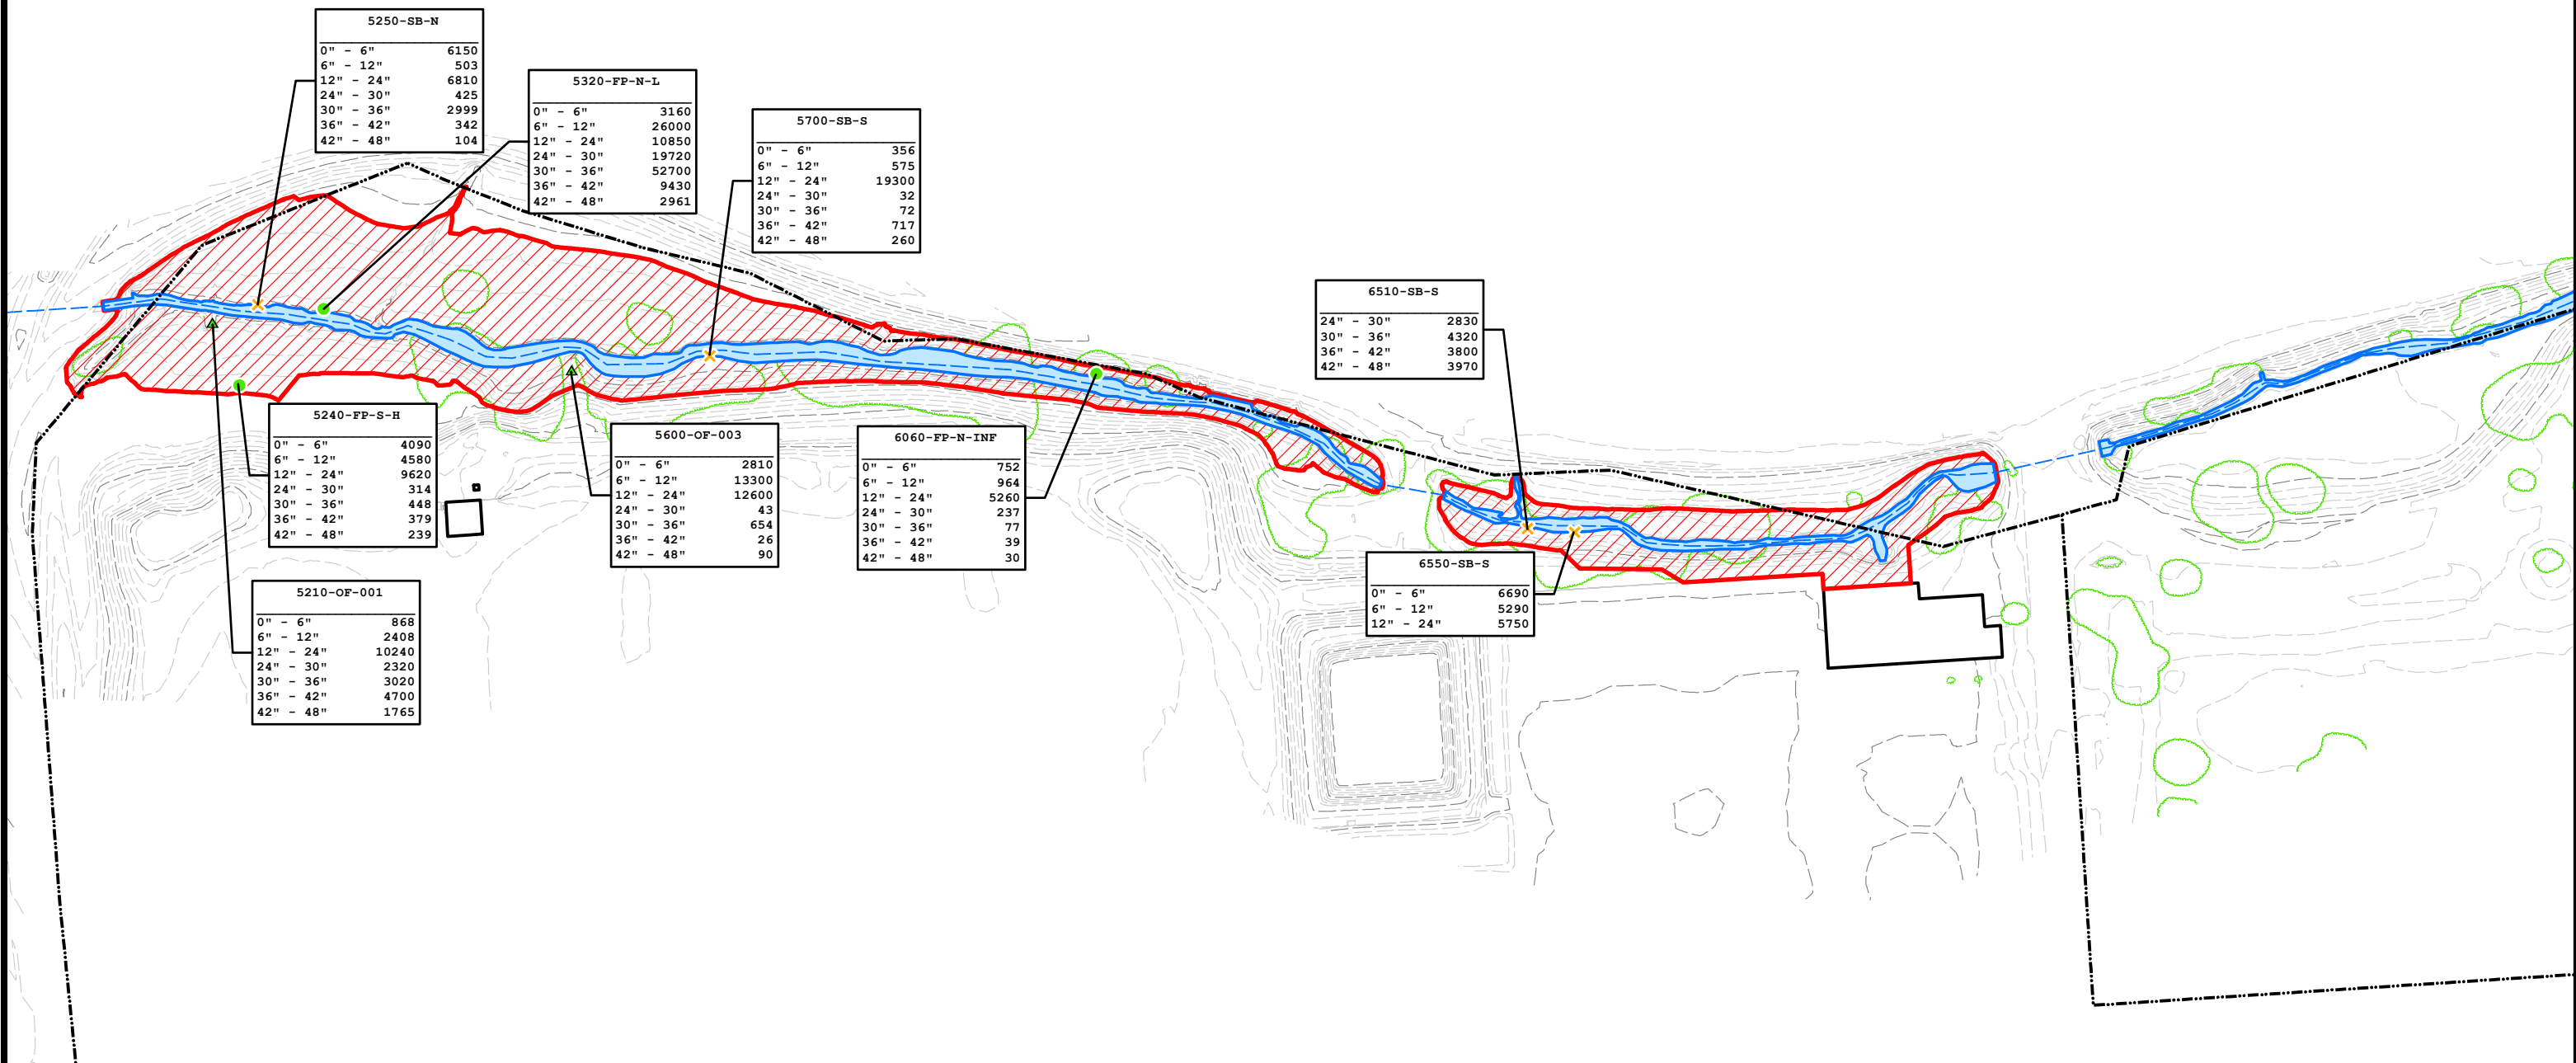 5250-SB-N
0" - 6" 6150
6" - 12" 503
12" - 24" 6810
24" - 30" 425
30" - 36" 2999
36" - 42" 342
42" - 48" 104
5320-FP-N-L
0" - 6" 3160
6" - 12" 26000
12" - 24" 10850
24" - 30" 19720
30" - 36" 52700
36" - 42" 9430
42" - 48" 2961
5700-SB-S
0" - 6" 356
6" - 12" 575
12" - 24" 19300
24" - 30" 32
30" - 36" 72
36" - 42" 717
42" - 48" 260
6510-SB-S
24" - 30" 2830
30" - 36" 4320
36" - 42" 3800
42" - 48" 3970
5240-FP-S-H
0" - 6" 4090
6" - 12" 4580
12" - 24" 9620
24" - 30" 314
30" - 36" 448
36" - 42" 379
42" - 48" 239
5600-OF-003
0" - 6" 2810
6" - 12" 13300
12" - 24" 12600
24" - 30" 43
30" - 36" 654
36" - 42" 26
42" - 48" 90
6060-FP-N-INF
0" - 6" 752
6" - 12" 964
12" - 24" 5260
24" - 30" 237
30" - 36" 77
36" - 42" 39
42" - 48" 30
6550-SB-S
0" - 6" 6690
6" - 12" 5290
12" - 24" 5750
5210-OF-001
0" - 6" 868
6" - 12" 2408
12" - 24" 10240
24" - 30" 2320
30" - 36" 3020
36" - 42" 4700
42" - 48" 1765